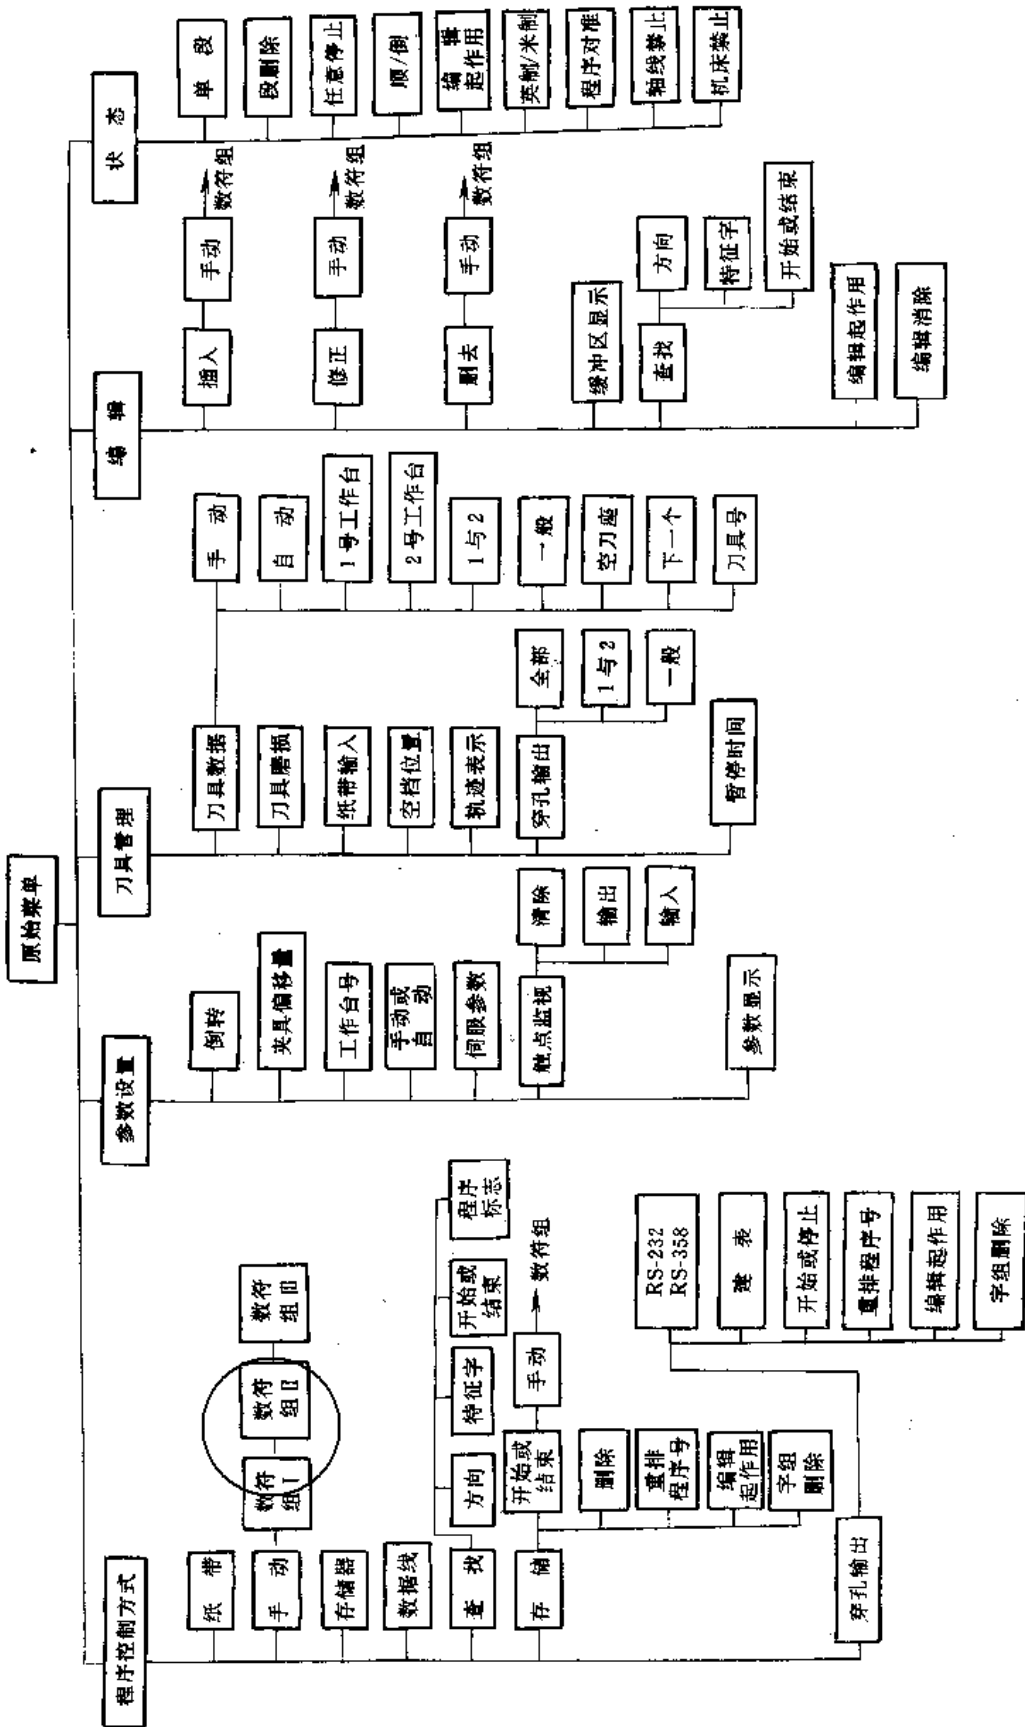 原始菜单
程序控制方式
参数设置
刀具管理
编辑
状态
纸带
手动
数符
组Ⅰ
数符
组Ⅱ
数符
组Ⅲ
存储器
数据线
查找
方向
特征字
开始或
结束
程序
标志
存储
开始或
结束
手动
数符组
删除
重排
程序号
编辑
起作用
字组
删除
穿孔输出
RS-232
RS-358
建表
开始或停止
重排程序号
编辑起作用
字组删除
倒转
夹具偏移量
工作台号
手动或
自动
伺服参数
触点监视
清除
输出
输入
参数显示
刀具数据
手动
自动
1号工作台
2号工作台
1与2
一般
空刀座
下一个
刀具号
刀具磨损
纸带输入
空档位置
轨迹表示
穿孔输出
全部
1与2
一般
暂停时间
插入
手动
数符组
修正
手动
数符组
删去
手动
数符组
缓冲区显示
查找
方向
特征字
开始或结束
编辑起作用
编辑消除
单段
段删除
任意停止
顺/倒
编辑
起作用
英制/米制
程序对准
轴线禁止
机床禁止